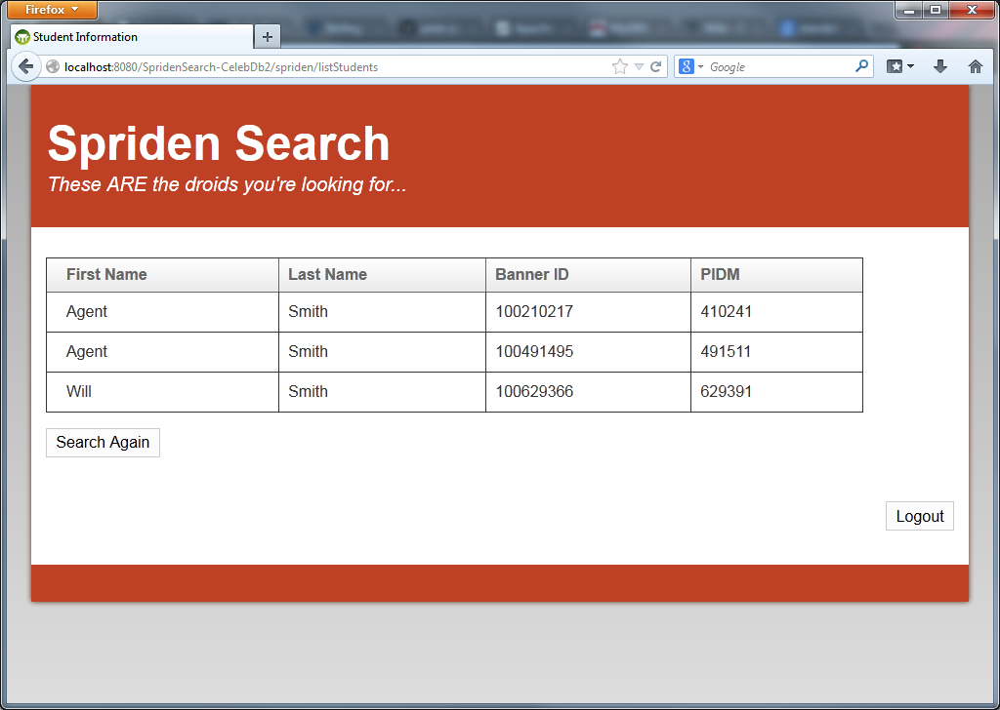 Firefox
Student Information
localhost:8080/SpridenSearch-CelebDb2/spriden/listStudents
Google
Spriden Search
These ARE the droids you're looking for...
First Name Last Name Banner ID PIDM
Agent Smith 100210217 410241
Agent Smith 100491495 491511
Will Smith 100629366 629391
Search Again
Logout